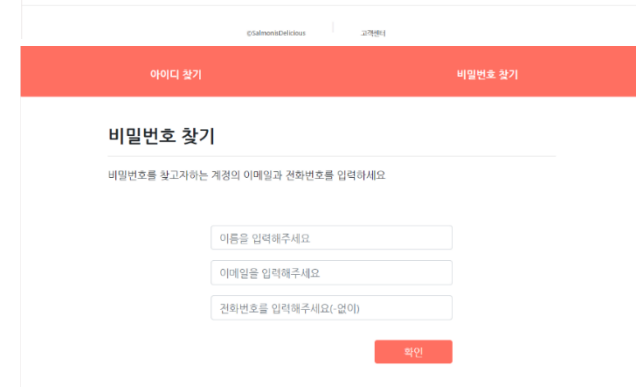 ©SalmonisDelicious 고객센터
아이디 찾기 비밀번호 찾기
비밀번호 찾기
비밀번호를 찾고자하는 계정의 이메일과 전화번호를 입력하세요
이름을 입력해주세요
이메일을 입력해주세요
전화번호를 입력해주세요(-없이)
확인